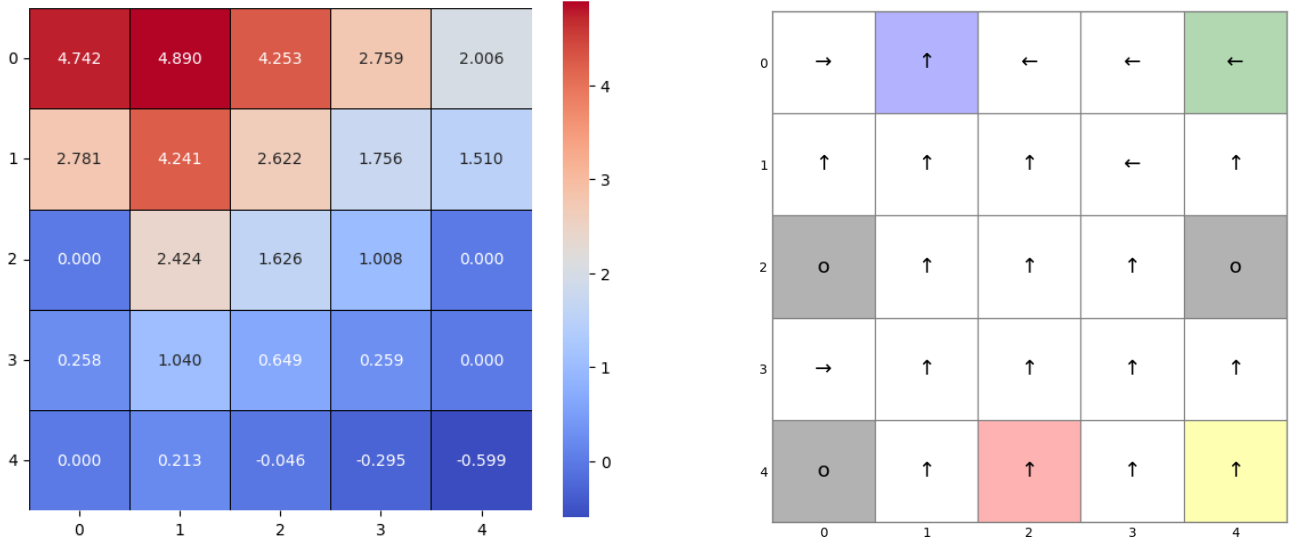 0 4.742 4.890 4.253 2.759 2.006
1 2.781 4.241 2.622 1.756 1.510
2 0.000 2.424 1.626 1.008 0.000
3 0.258 1.040 0.649 0.259 0.000
4 0.000 0.213 -0.046 -0.295 -0.599
0 1 2 3 4
4
3
2
1
0
0 → ↑ ← ← ←
1 ↑ ↑ ↑ ← ↑
2 o ↑ ↑ ↑ o
3 → ↑ ↑ ↑ ↑
4 o ↑ ↑ ↑ ↑
0 1 2 3 4